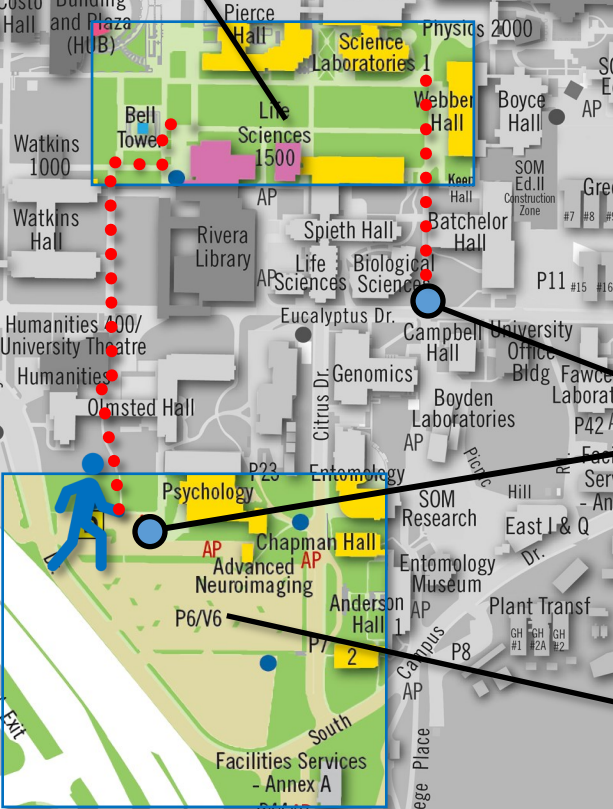 Costo
Hall
Building
and Plaza
(HUB)
Pierce
Hall
Science
Laboratories 1
Physics 2000
Bell
Tower
Life
Sciences
1500
Webber
Hall
Boyce
Hall
AP
Watkins
1000
SOM
Ed.II
Construction
Zone
Keen
Hall
#7 #8
Watkins
Hall
AP
Rivera
Library
Spieth Hall
Batchelor
Hall
Life
Sciences
Biological
Sciences
AP
P11 #15 #16
Eucalyptus Dr.
Humanities 400/
University Theatre
Campbell
Hall
University
Office
Bldg
Humanities
Genomics
Citrus Dr.
Olmsted Hall
Boyden
Laboratories
P42
AP
Picnic
Hill
P23
Entomology
Psychology
SOM
Research
East I & Q
Dr.
Chapman Hall
AP
AP
Advanced
Neuroimaging
Entomology
Museum
P6/V6
Anderson
Hall 1
AP
Plant Transf
GH
#1
GH
#2A
GH
#2
P7
2
Campus
P8
AP
South
Exit
Facilities Services
- Annex A